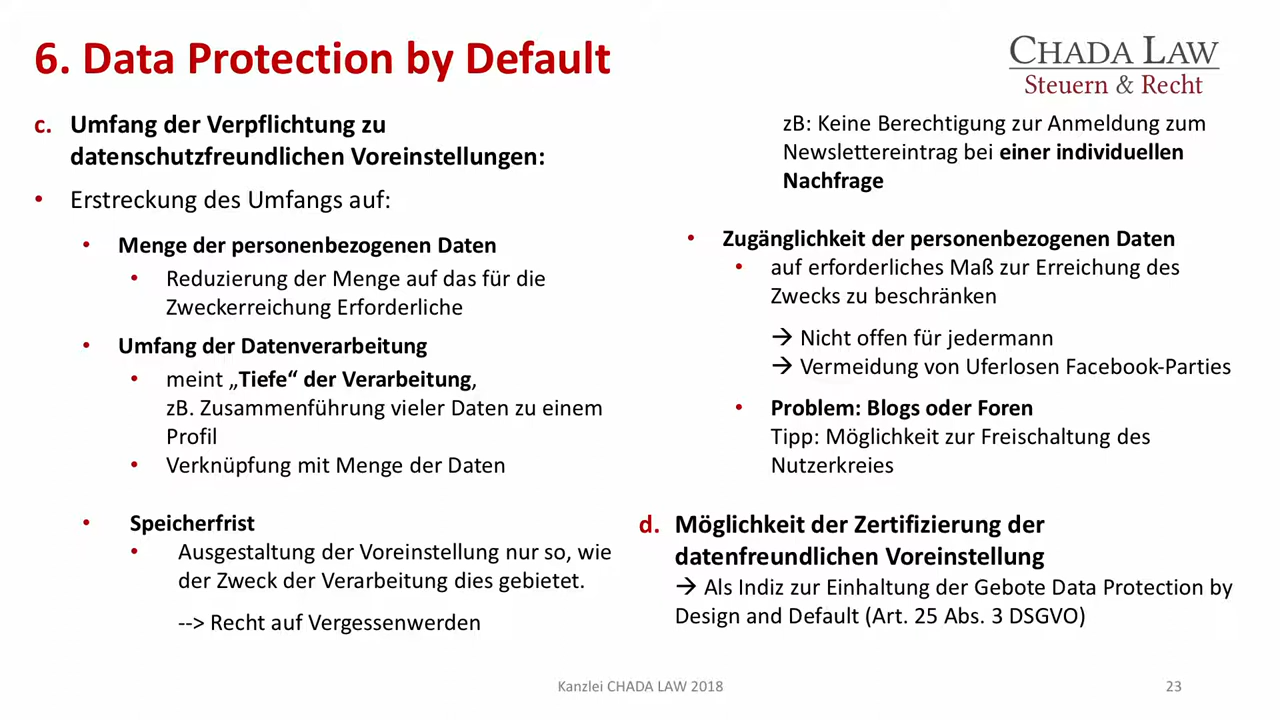 6. Data Protection by Default
CHADA LAW
Steuern & Recht
c. Umfang der Verpflichtung zu
datenschutzfreundlichen Voreinstellungen:
• Erstreckung des Umfangs auf:
• Menge der personenbezogenen Daten
• Reduzierung der Menge auf das für die
Zweckerreichung Erforderliche
• Umfang der Datenverarbeitung
• meint „Tiefe“ der Verarbeitung,
zB. Zusammenführung vieler Daten zu einem
Profil
• Verknüpfung mit Menge der Daten
• Speicherfrist
• Ausgestaltung der Voreinstellung nur so, wie
der Zweck der Verarbeitung dies gebietet.
--> Recht auf Vergessenwerden
zB: Keine Berechtigung zur Anmeldung zum
Newslettereintrag bei einer individuellen
Nachfrage
• Zugänglichkeit der personenbezogenen Daten
• auf erforderliches Maß zur Erreichung des
Zwecks zu beschränken
→ Nicht offen für jedermann
→ Vermeidung von Uferlosen Facebook-Parties
• Problem: Blogs oder Foren
Tipp: Möglichkeit zur Freischaltung des
Nutzerkreies
d. Möglichkeit der Zertifizierung der
datenfreundlichen Voreinstellung
→ Als Indiz zur Einhaltung der Gebote Data Protection by
Design and Default (Art. 25 Abs. 3 DSGVO)
Kanzlei CHADA LAW 2018
23